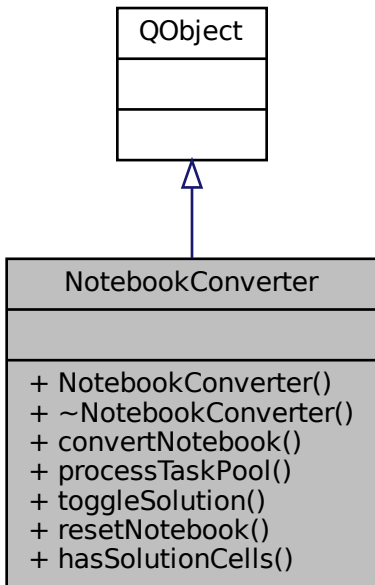 QObject
NotebookConverter
+ NotebookConverter()
+ ~NotebookConverter()
+ convertNotebook()
+ processTaskPool()
+ toggleSolution()
+ resetNotebook()
+ hasSolutionCells()